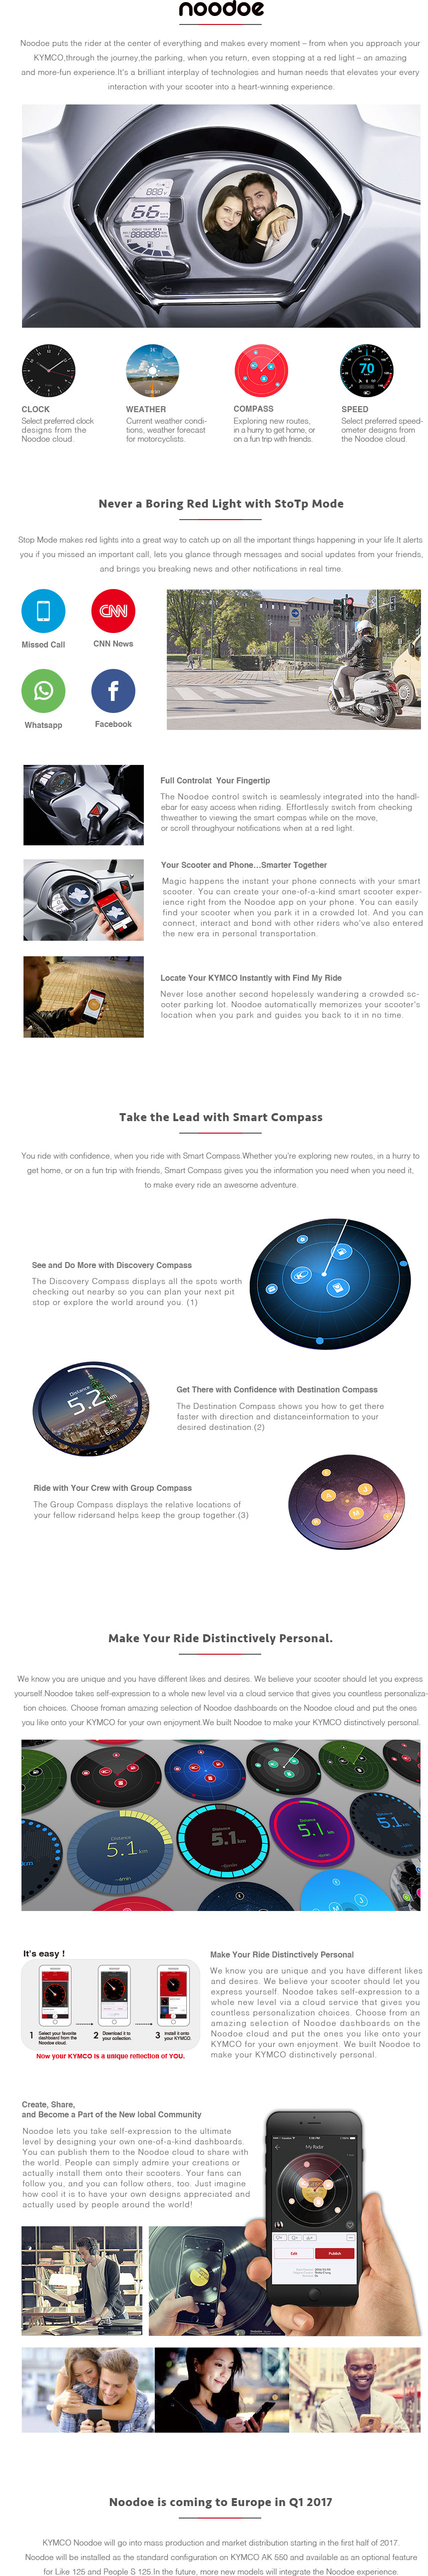 noodoe
Noodoe puts the rider at the center of everything and makes every moment – from when you approach your
KYMCO,through the journey,the parking, when you return, even stopping at a red light – an amazing
and more-fun experience.It's a brilliant interplay of technologies and human needs that elevates your every
interaction with your scooter into a heart-winning experience.
CLOCK
Select preferred clock
designs from the
Noodoe cloud.
WEATHER
Current weather condi-
tions, weather forecast
for motorcyclists.
COMPASS
Exploring new routes,
in a hurry to get home, or
on a fun trip with friends.
70
SPEED
Select preferred speed-
ometer designs from
the Noodoe cloud.
Never a Boring Red Light with StoTp Mode
Stop Mode makes red lights into a great way to catch up on all the important things happening in your life.It alerts
you if you missed an important call, lets you glance through messages and social updates from your friends,
and brings you breaking news and other notifications in real time.
Missed Call
CNN
CNN News
Whatsapp
Facebook
Full Controlat Your Fingertip
The Noodoe control switch is seamlessly integrated into the handl-
ebar for easy access when riding. Effortlessly switch from checking
thweather to viewing the smart compas while on the move,
or scroll throughyour notifications when at a red light.
Your Scooter and Phone...Smarter Together
Magic happens the instant your phone connects with your smart
scooter. You can create your one-of-a-kind smart scooter exper-
ience right from the Noodoe app on your phone. You can easily
find your scooter when you park it in a crowded lot. And you can
connect, interact and bond with other riders who've also entered
the new era in personal transportation.
Locate Your KYMCO Instantly with Find My Ride
Never lose another second hopelessly wandering a crowded sc-
ooter parking lot. Noodoe automatically memorizes your scooter's
location when you park and guides you back to it in no time.
Take the Lead with Smart Compass
You ride with confidence, when you ride with Smart Compass.Whether you're exploring new routes, in a hurry to
get home, or on a fun trip with friends, Smart Compass gives you the information you need when you need it,
to make every ride an awesome adventure.
See and Do More with Discovery Compass
The Discovery Compass displays all the spots worth
checking out nearby so you can plan your next pit
stop or explore the world around you. (1)
Distance
5.2 km
Get There with Confidence with Destination Compass
The Destination Compass shows you how to get there
faster with direction and distanceinformation to your
desired destination.(2)
Ride with Your Crew with Group Compass
The Group Compass displays the relative locations of
your fellow ridersand helps keep the group together.(3)
Make Your Ride Distinctively Personal.
We know you are unique and you have different likes and desires. We believe your scooter should let you express
yourself.Noodoe takes self-expression to a whole new level via a cloud service that gives you countless personaliza-
tion choices. Choose froman amazing selection of Noodoe dashboards on the Noodoe cloud and put the ones
you like onto your KYMCO for your own enjoyment.We built Noodoe to make your KYMCO distinctively personal.
Distance
5.1 km
Distance
5.1 km
Distance
5.1 km
Distance
5.1 km
It's easy !
1 Select your favorite
dashboard from the
Noodoe cloud.
2 Download it to
your collection.
3 Install it onto
your KYMCO.
Now your KYMCO is a unique reflection of YOU.
Make Your Ride Distinctively Personal
We know you are unique and you have different likes
and desires. We believe your scooter should let you
express yourself. Noodoe takes self-expression to a
whole new level via a cloud service that gives you
countless personalization choices. Choose from an
amazing selection of Noodoe dashboards on the
Noodoe cloud and put the ones you like onto your
KYMCO for your own enjoyment. We built Noodoe to
make your KYMCO distinctively personal.
Create, Share,
and Become a Part of the New lobal Community
Noodoe lets you take self-expression to the ultimate
level by designing your own one-of-a-kind dashboards.
You can publish them to the Noodoe cloud to share with
the world. People can simply admire your creations or
actually install them onto their scooters. Your fans can
follow you, and you can follow others, too. Just imagine
how cool it is to have your own designs appreciated and
actually used by people around the world!
My Radar
Edit
Publish
Noodoe is coming to Europe in Q1 2017
KYMCO Noodoe will go into mass production and market distribution starting in the first half of 2017.
Noodoe will be installed as the standard configuration on KYMCO AK 550 and available as an optional feature
for Like 125 and People S 125.In the future, more new models will integrate the Noodoe experience.